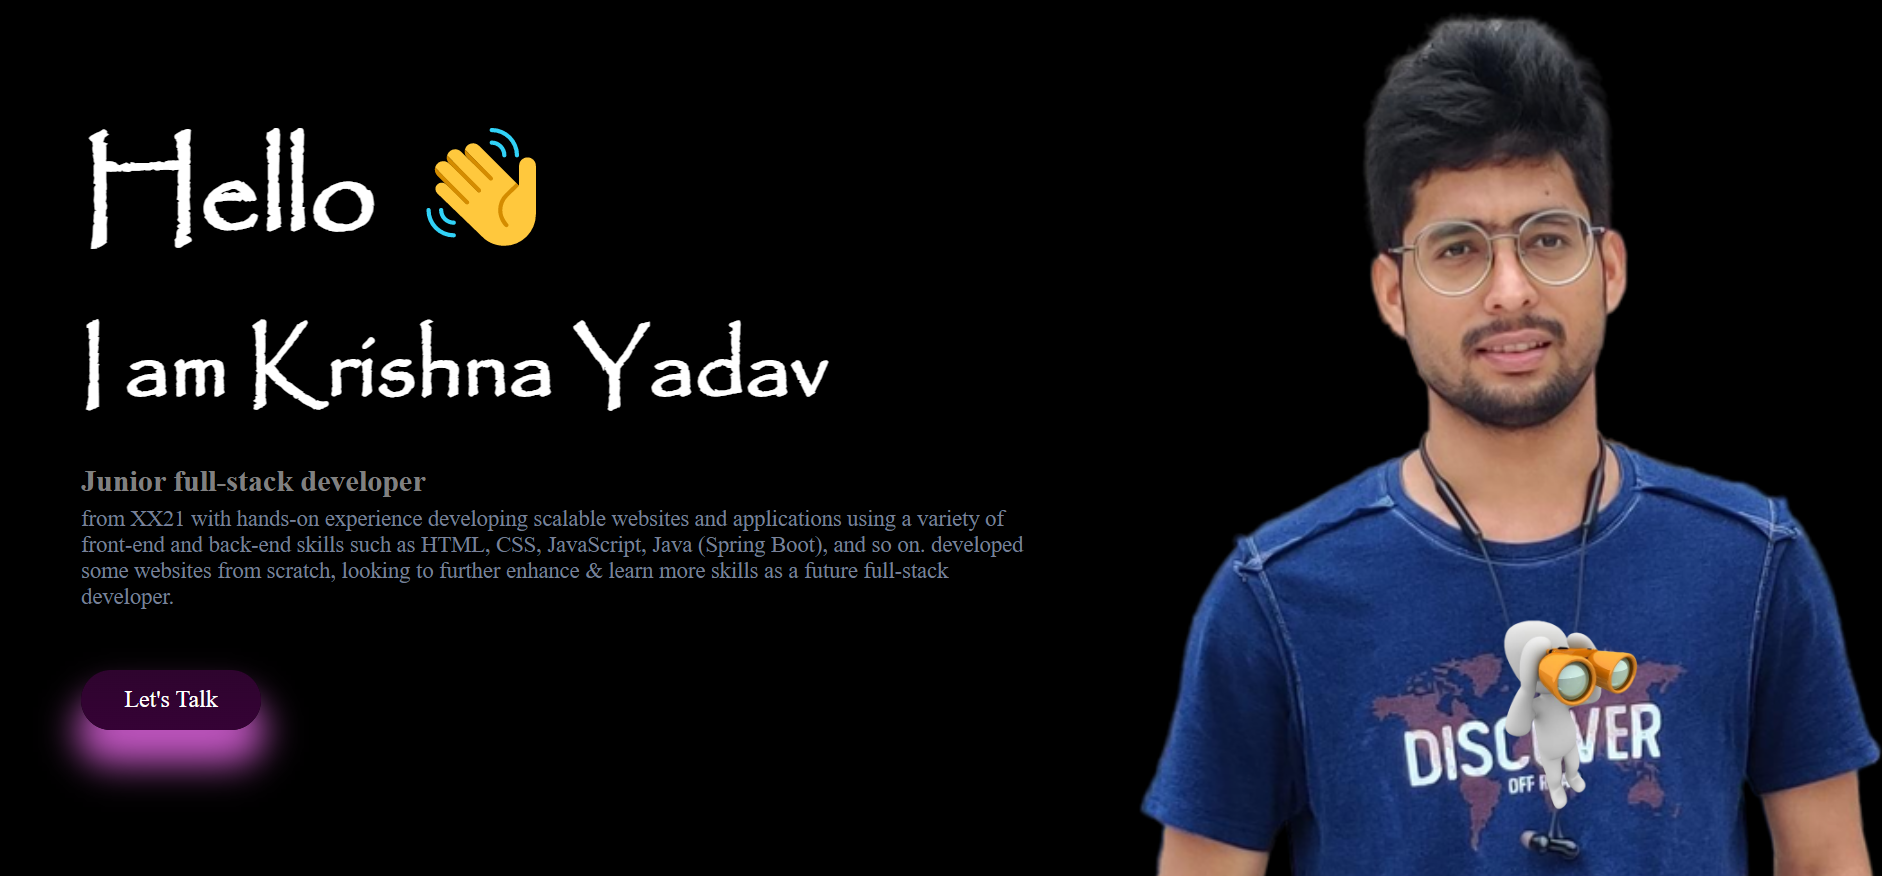 Hello
I am Krishna Yadav
Junior full-stack developer
from XX21 with hands-on experience developing scalable websites and applications using a variety of
front-end and back-end skills such as HTML, CSS, JavaScript, Java (Spring Boot), and so on. developed
some websites from scratch, looking to further enhance & learn more skills as a future full-stack
developer.
Let's Talk
OFF